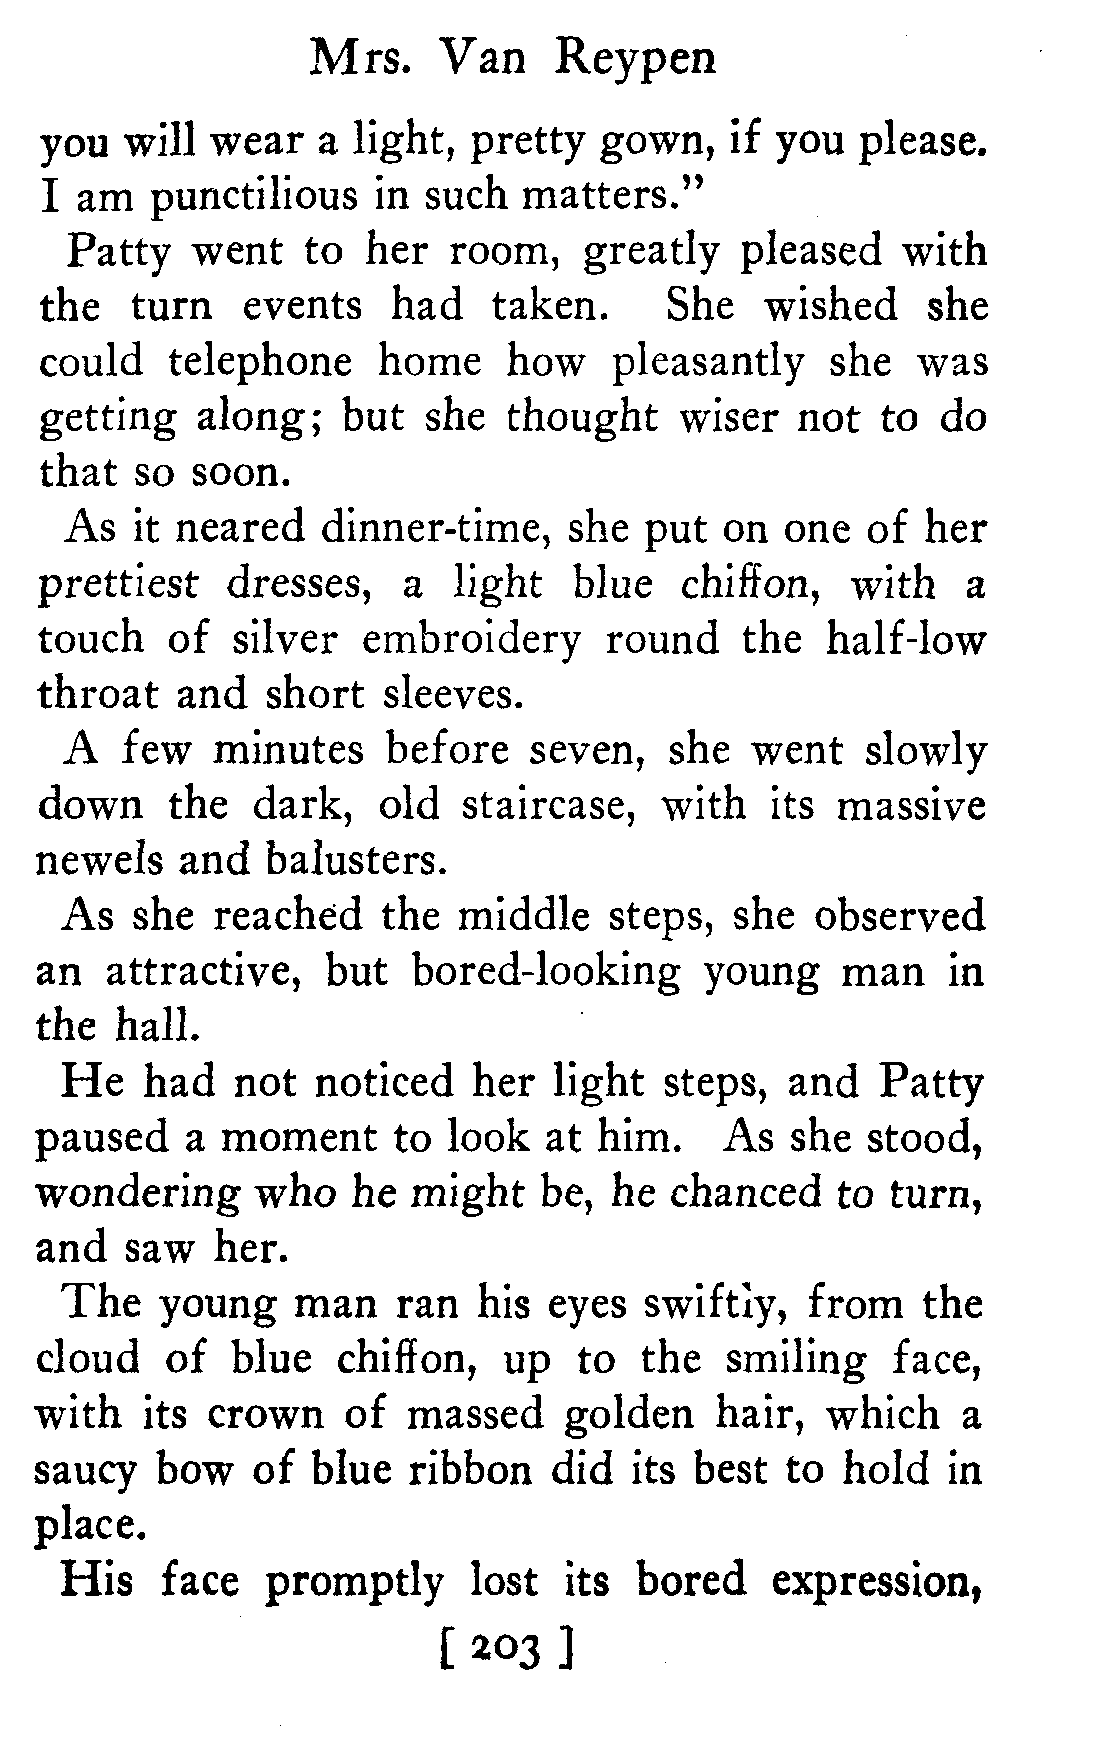 Mrs. Van Reypen
you will wear a light, pretty gown, if you please.
I am punctilious in such matters."
Patty went to her room, greatly pleased with
the turn events had taken. She wished she
could telephone home how pleasantly she was
getting along; but she thought wiser not to do
that so soon.
As it neared dinner-time, she put on one of her
prettiest dresses, a light blue chiffon, with a
touch of silver embroidery round the half-low
throat and short sleeves.
A few minutes before seven, she went slowly
down the dark, old staircase, with its massive
newels and balusters.
As she reached the middle steps, she observed
an attractive, but bored-looking young man in
the hall.
He had not noticed her light steps, and Patty
paused a moment to look at him. As she stood,
wondering who he might be, he chanced to turn,
and saw her.
The young man ran his eyes swiftly, from the
cloud of blue chiffon, up to the smiling face,
with its crown of massed golden hair, which a
saucy bow of blue ribbon did its best to hold in
place.
His face promptly lost its bored expression,
[ 203 ]